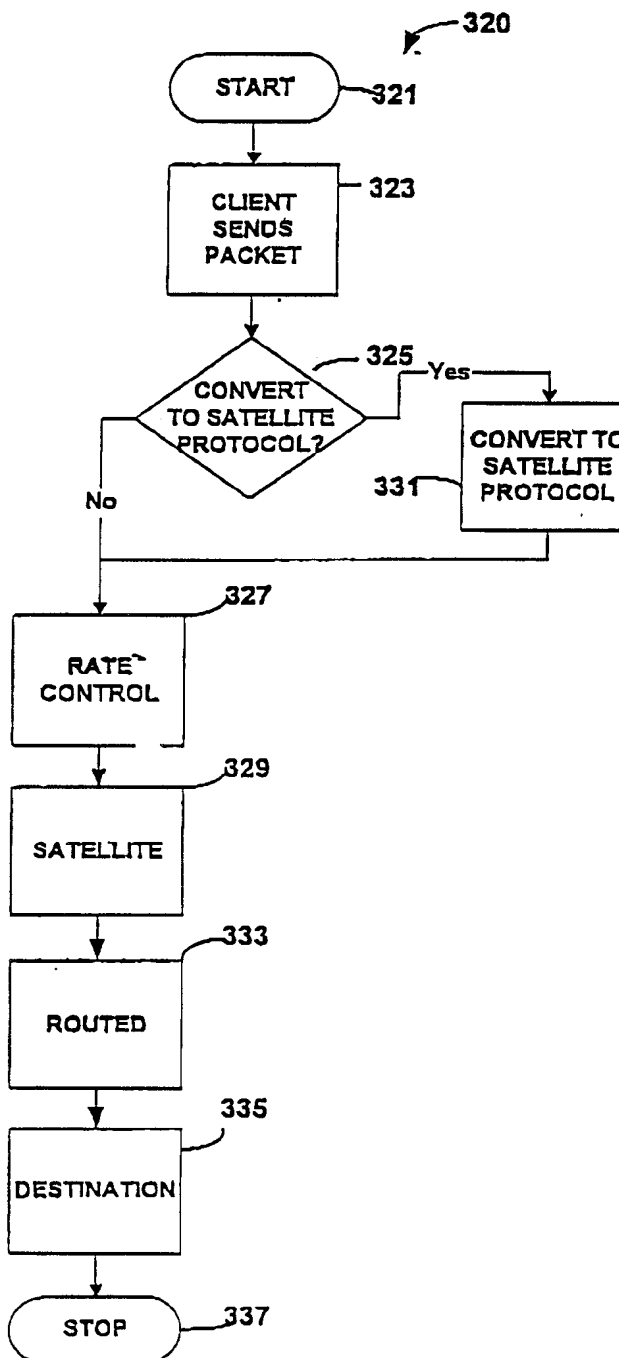 320
START
321
CLIENT
SENDS
PACKET
323
CONVERT
TO SATELLITE
PROTOCOL?
325
Yes
CONVERT TO
SATELLITE
PROTOCOL
331
No
327
RATE
CONTROL
329
SATELLITE
333
ROUTED
335
DESTINATION
STOP
337